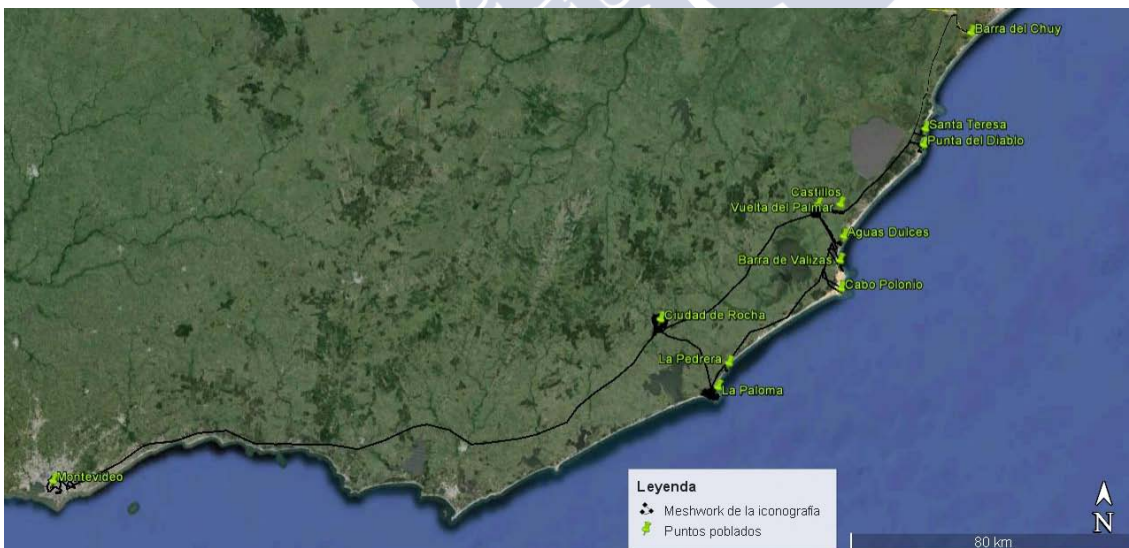 Barra del Chuy
Santa Teresa
Punta del Diablo
Castillos
Vuelta del Palmar
Aguas Dulces
Barra de Valizas
Cabo Polonio
Ciudad de Rocha
La Pedrera
La Paloma
Montevideo
Leyenda
Meshwork de la iconografía
Puntos poblados
N
80 km